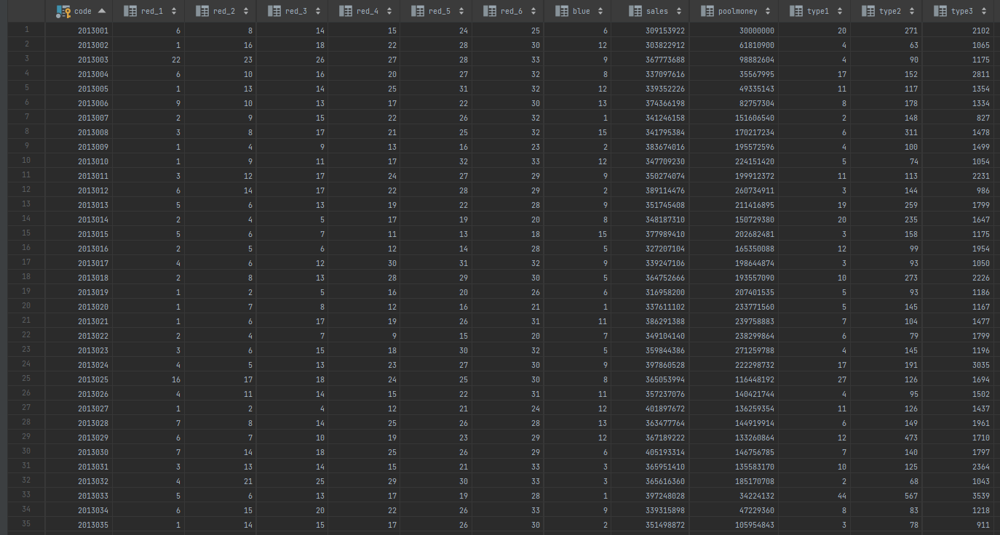 code red_1 red_2 red_3 red_4 red_5 red_6 blue sales poolmoney type1 type2 type3
1 2013001 6 8 14 15 24 25 6 309153922 30000000 20 271 2102
2 2013002 1 16 18 22 28 30 12 303822912 61810900 4 63 1065
3 2013003 22 23 26 27 28 33 9 367773688 98882604 4 90 1175
4 2013004 6 10 16 20 27 32 8 337097616 35567995 17 152 2811
5 2013005 1 13 14 25 31 32 12 339352226 49335143 11 117 1354
6 2013006 9 10 13 17 22 30 13 374366198 82757304 8 178 1334
7 2013007 2 9 15 22 26 32 1 341246158 151606540 2 148 827
8 2013008 3 8 17 21 25 32 15 341795384 170217234 6 311 1478
9 2013009 1 4 9 13 16 23 2 383674016 195572596 4 100 1499
10 2013010 1 9 11 17 32 33 12 347709230 224151420 5 74 1054
11 2013011 3 12 17 24 27 29 9 350274074 199912372 11 113 2231
12 2013012 6 14 17 22 28 29 2 389114476 260734911 3 144 986
13 2013013 5 6 13 19 22 28 9 351745408 211416895 19 259 1799
14 2013014 2 4 5 17 19 20 8 348187310 150729380 20 235 1647
15 2013015 5 6 7 11 13 18 15 377989410 202682481 3 158 1175
16 2013016 2 5 6 12 14 28 5 327207104 165350088 12 99 1954
17 2013017 4 6 12 30 31 32 9 339247106 198644874 3 93 1050
18 2013018 2 8 13 28 29 30 5 364752666 193557090 10 273 2226
19 2013019 1 2 5 16 20 26 6 316958200 207401535 5 93 1186
20 2013020 1 7 8 12 16 21 1 337611102 233771560 5 145 1167
21 2013021 1 6 17 19 26 31 11 386291388 239758883 7 104 1477
22 2013022 2 4 7 9 15 20 7 349104140 238299864 6 79 1799
23 2013023 3 6 15 18 30 32 5 359844386 271259788 4 145 1196
24 2013024 4 5 13 23 27 30 9 397860528 222298732 17 191 3035
25 2013025 16 17 18 24 25 30 8 365053994 116448192 27 126 1694
26 2013026 4 11 14 15 22 31 11 357237076 140421744 4 95 1502
27 2013027 1 2 4 12 21 24 12 401897672 136259354 11 126 1437
28 2013028 7 8 14 25 26 28 13 363477764 144919914 6 149 1961
29 2013029 6 7 10 19 23 29 12 367189222 133260864 12 473 1710
30 2013030 7 14 18 25 26 29 6 405193314 146756785 7 140 1797
31 2013031 3 13 14 15 21 33 3 365951410 135583170 10 125 2364
32 2013032 4 21 25 29 30 33 3 365616360 185170708 2 68 1043
33 2013033 5 6 13 17 19 28 1 397248028 34224132 44 567 3539
34 2013034 6 15 20 22 26 33 9 339315898 47229360 8 83 1218
35 2013035 1 14 15 17 26 30 2 351498872 105954843 3 78 911